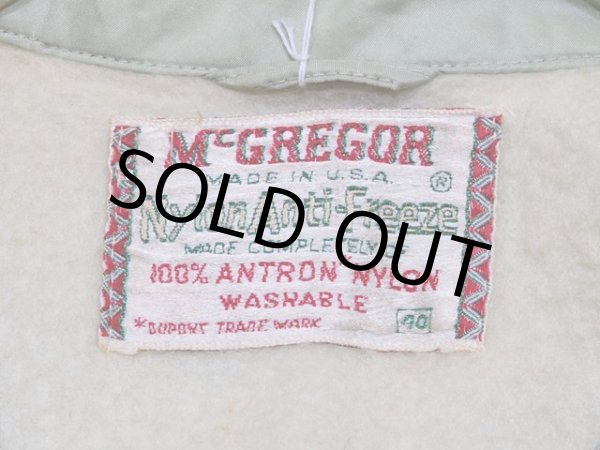 McGREGOR
MADE IN U.S.A.
®
Nylon Anti-Freeze
MADE COMPLETELY
100% ANTRON* NYLON
WASHABLE
*DUPONT TRADE MARK
40
SOLD OUT